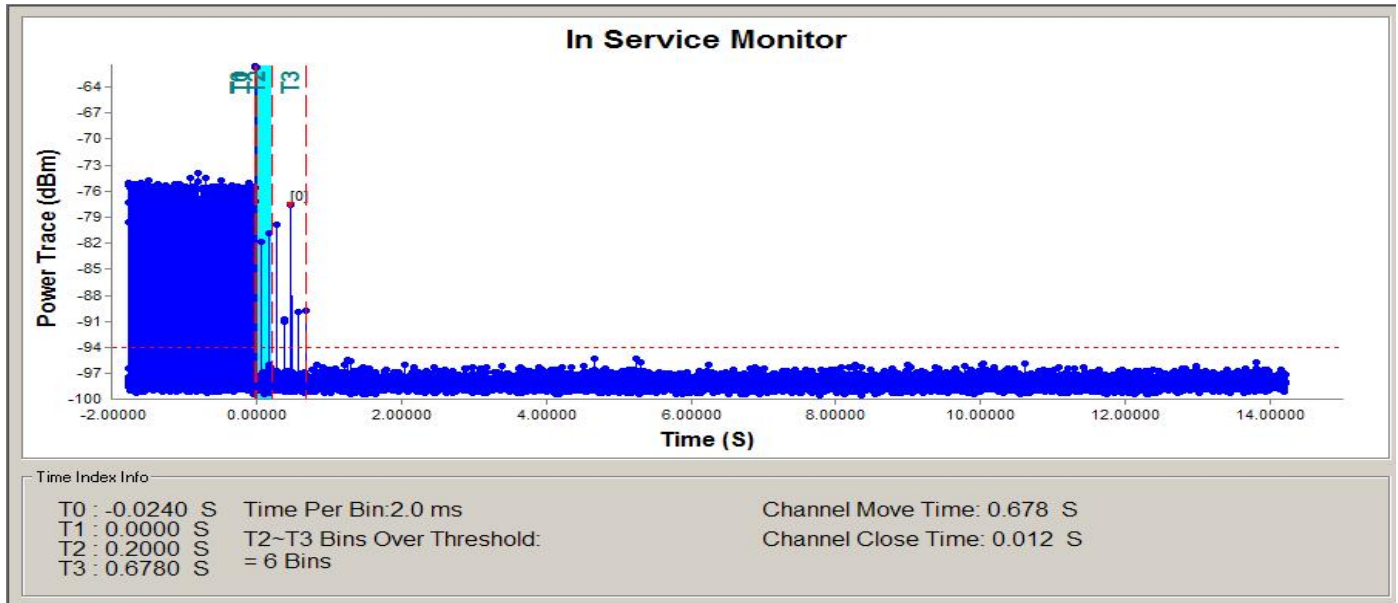 In Service Monitor
T0 T2 T3
[0]
Power Trace (dBm)
-64
-67
-70
-73
-76
-79
-82
-85
-88
-91
-94
-97
-100
-2.00000 0.00000 2.00000 4.00000 6.00000 8.00000 10.00000 12.00000 14.00000
Time (S)
Time Index Info
T0 : -0.0240 S Time Per Bin:2.0 ms Channel Move Time: 0.678 S
T1 : 0.0000 S
T2 : 0.2000 S T2~T3 Bins Over Threshold: Channel Close Time: 0.012 S
T3 : 0.6780 S = 6 Bins